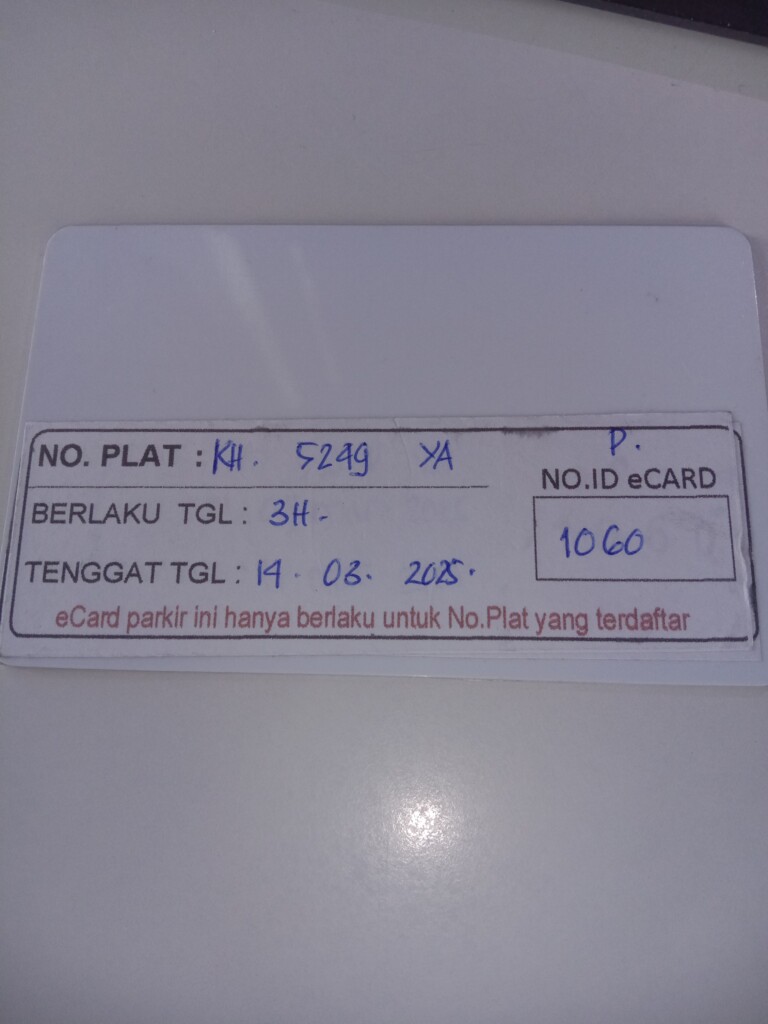 NO. PLAT : KH. 5249 YA
P.
NO.ID eCARD
BERLAKU TGL : 3H-
1060
TENGGAT TGL : 14. 03. 2025.
eCard parkir ini hanya berlaku untuk No.Plat yang terdaftar